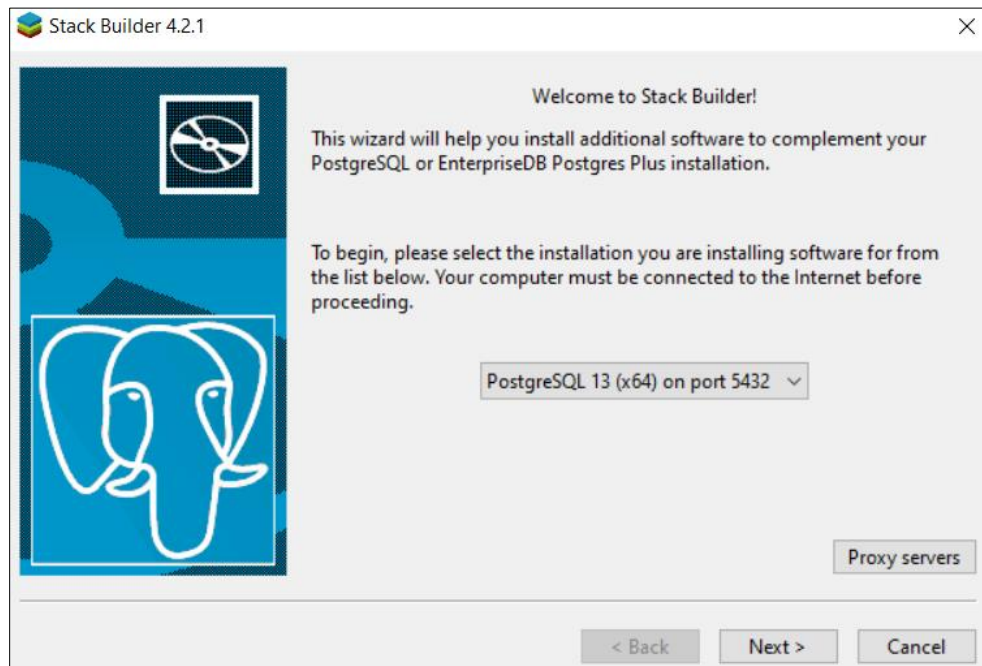 Stack Builder 4.2.1
Welcome to Stack Builder!
This wizard will help you install additional software to complement your
PostgreSQL or EnterpriseDB Postgres Plus installation.
To begin, please select the installation you are installing software for from
the list below. Your computer must be connected to the Internet before
proceeding.
PostgreSQL 13 (x64) on port 5432
Proxy servers
< Back Next > Cancel